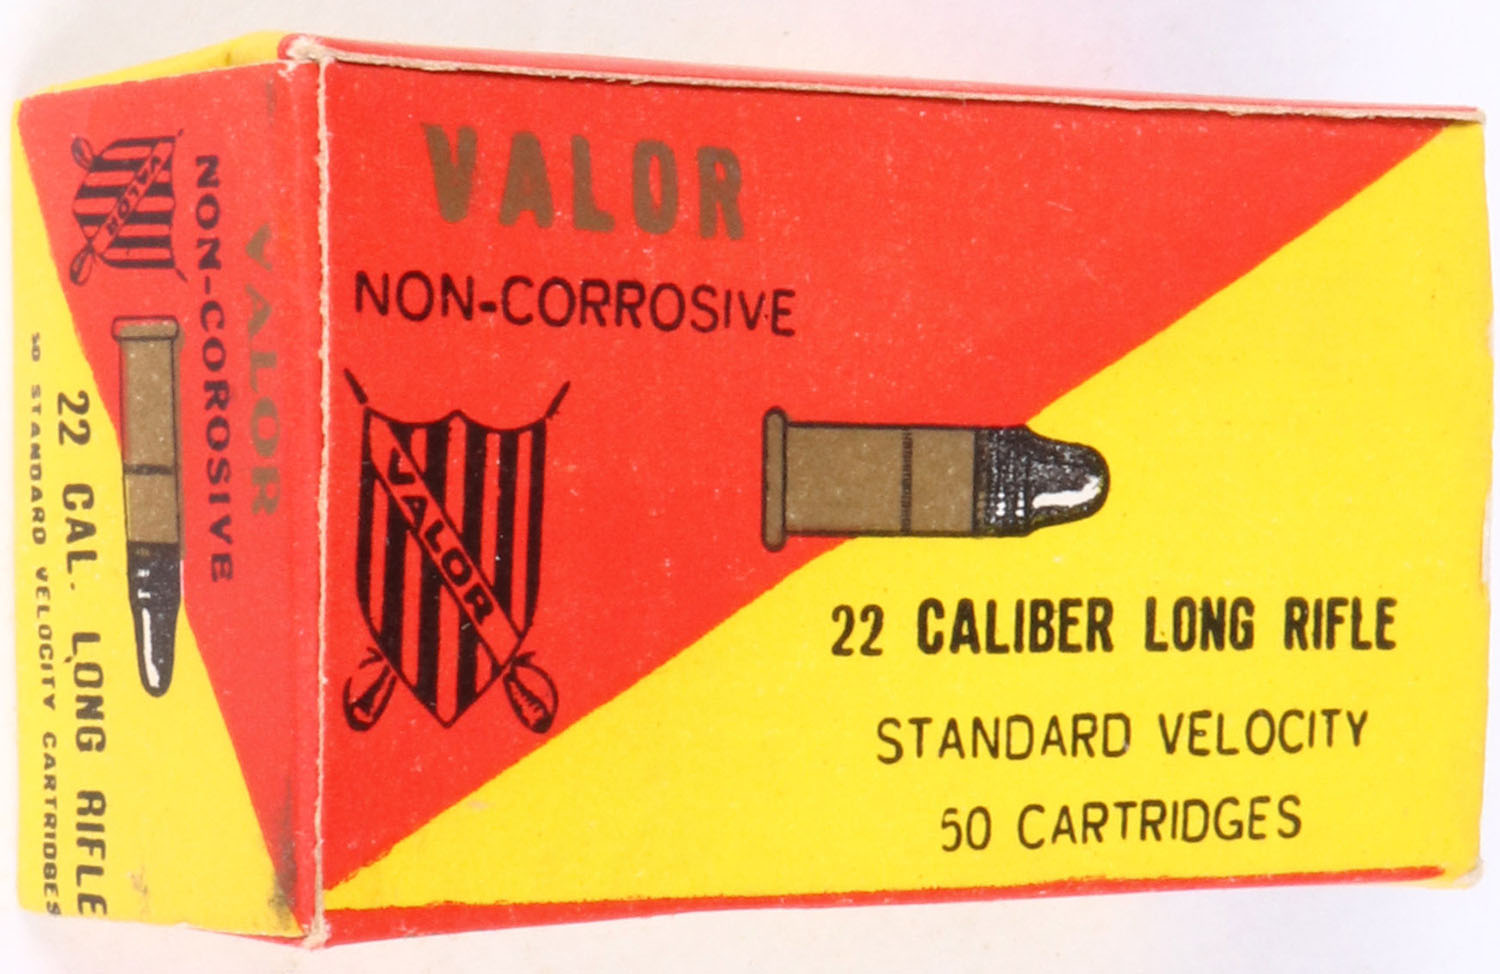 VALOR
NON-CORROSIVE
VALOR
22 CALIBER LONG RIFLE
STANDARD VELOCITY
50 CARTRIDGES
VALOR
NON-CORROSIVE
VALOR
22 CAL. LONG RIFLE
50 STANDARD VELOCITY CARTRIDGES